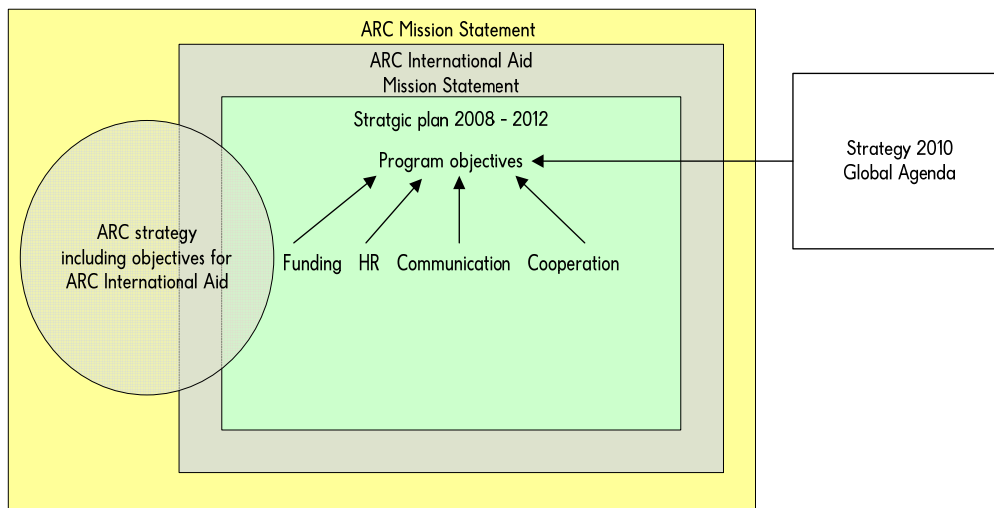 ARC Mission Statement
ARC International Aid
Mission Statement
Stratgic plan 2008 - 2012
Program objectives
Strategy 2010
Global Agenda
ARC strategy
including objectives for
ARC International Aid
Funding HR Communication Cooperation